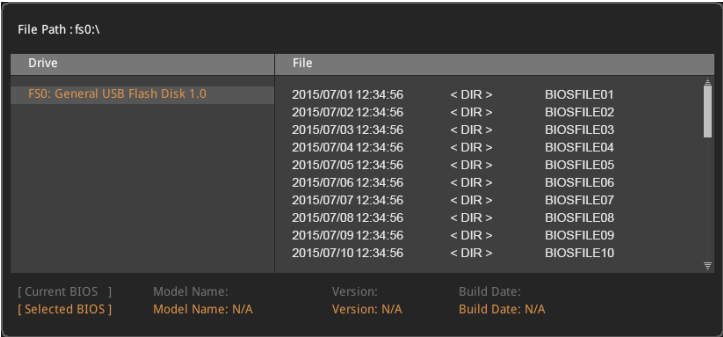 File Path : fs0:\
Drive File
FS0: General USB Flash Disk 1.0
2015/07/01 12:34:56 < DIR > BIOSFILE01
2015/07/02 12:34:56 < DIR > BIOSFILE02
2015/07/03 12:34:56 < DIR > BIOSFILE03
2015/07/04 12:34:56 < DIR > BIOSFILE04
2015/07/05 12:34:56 < DIR > BIOSFILE05
2015/07/06 12:34:56 < DIR > BIOSFILE06
2015/07/07 12:34:56 < DIR > BIOSFILE07
2015/07/08 12:34:56 < DIR > BIOSFILE08
2015/07/09 12:34:56 < DIR > BIOSFILE09
2015/07/10 12:34:56 < DIR > BIOSFILE10
[ Current BIOS ] Model Name: Version: Build Date:
[ Selected BIOS ] Model Name: N/A Version: N/A Build Date: N/A